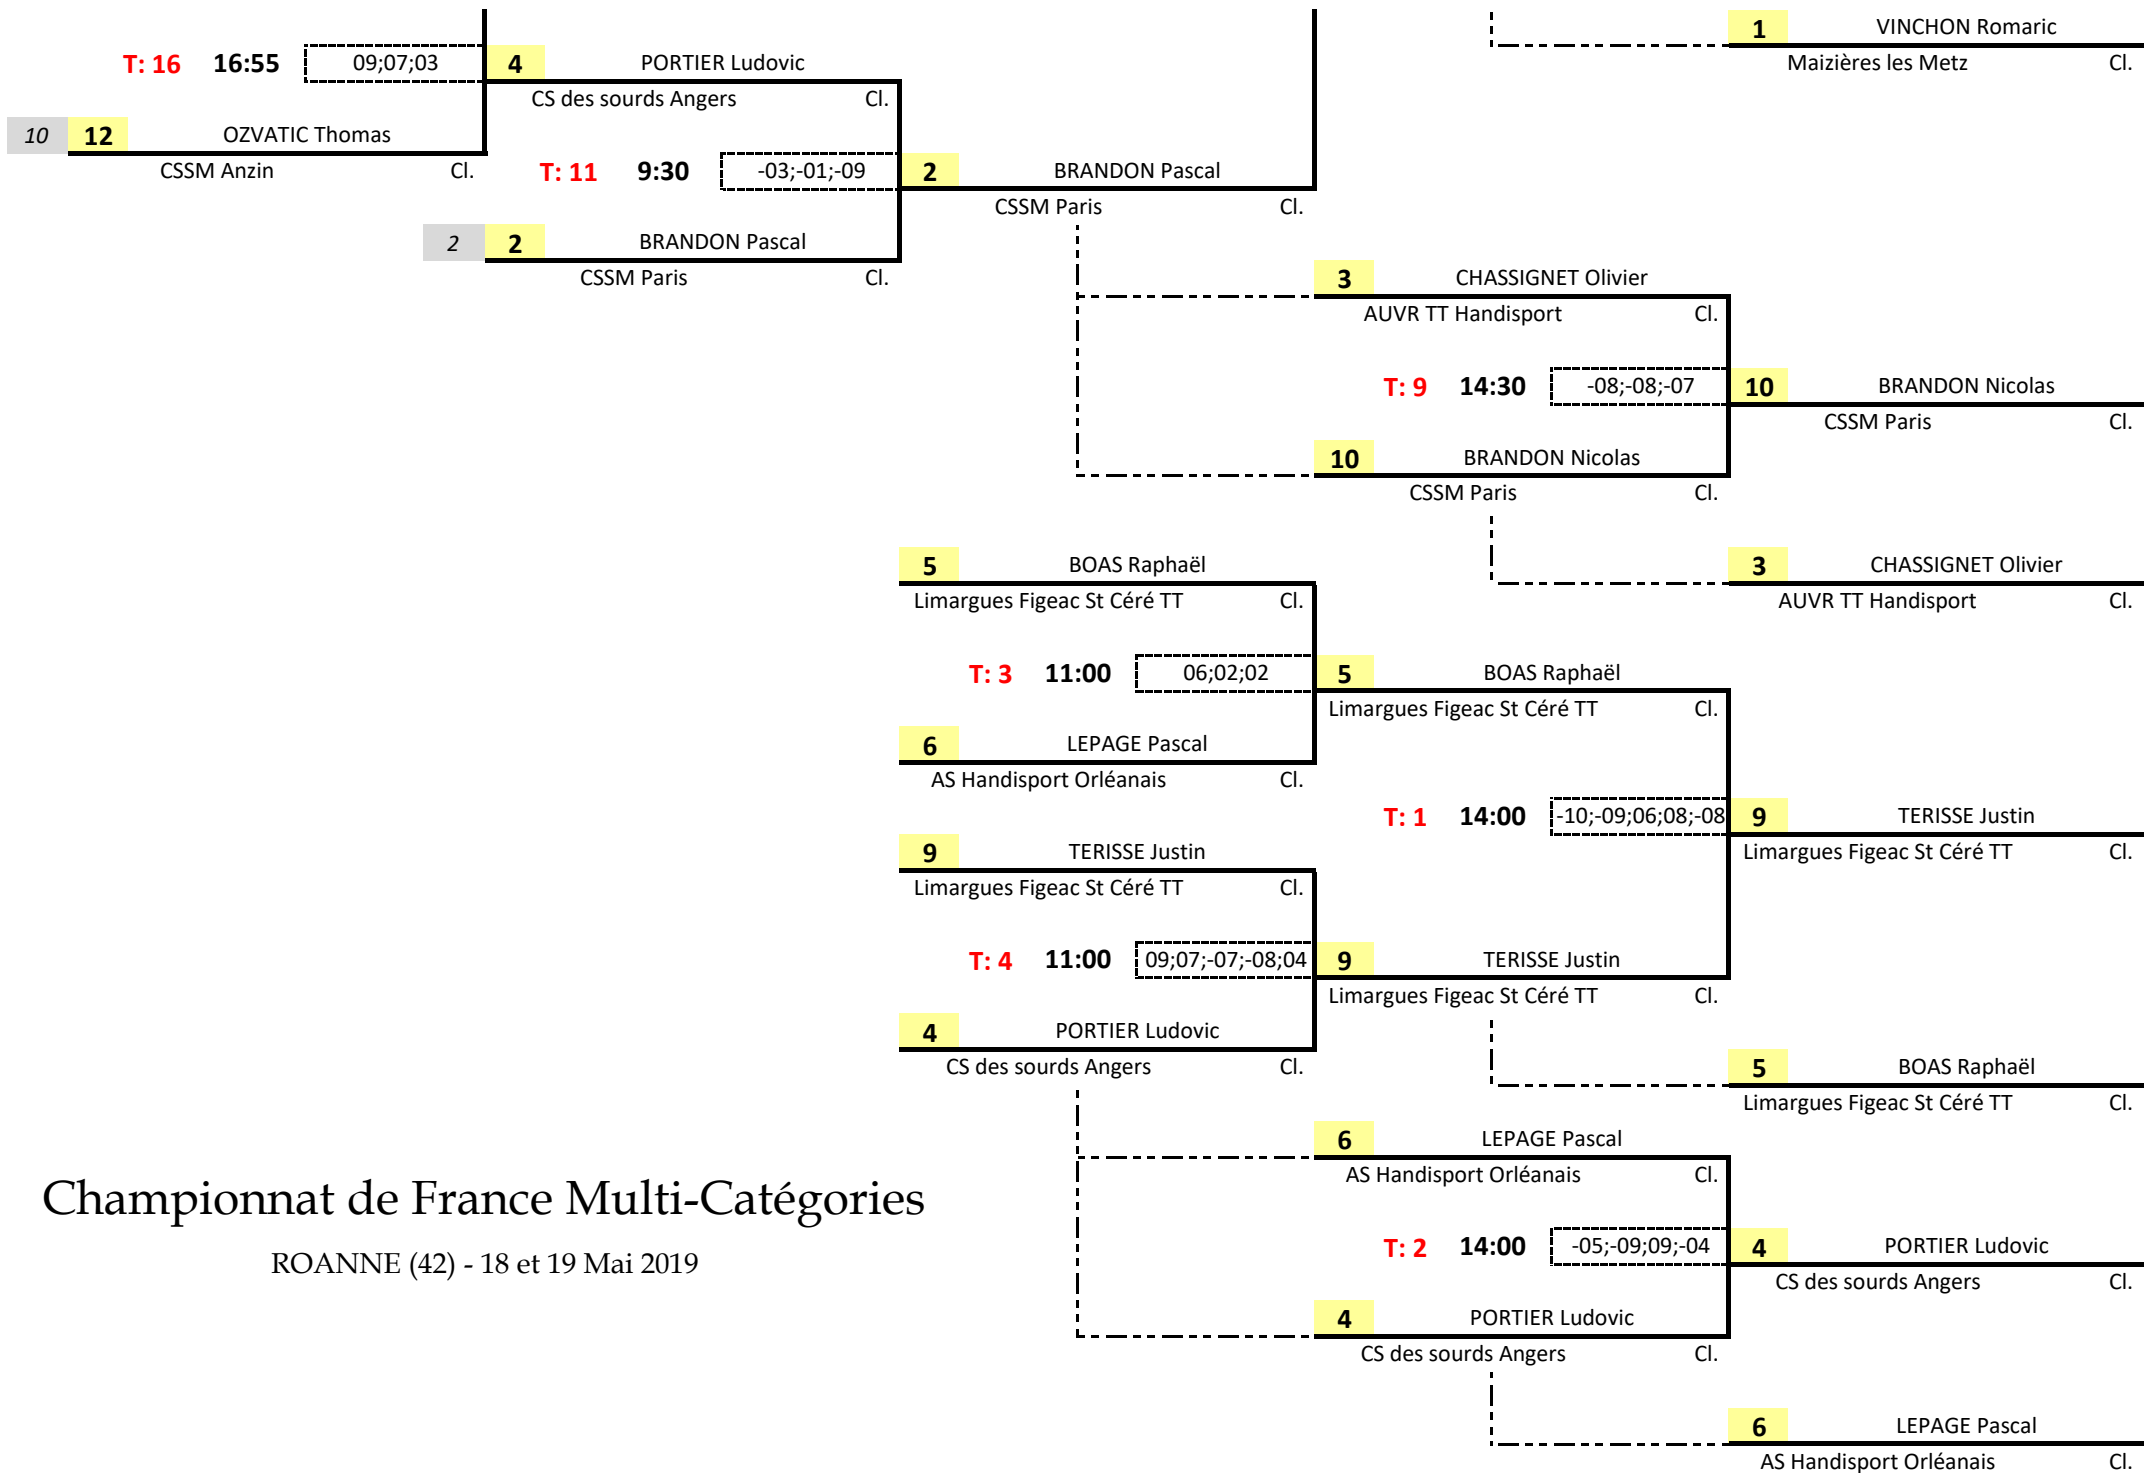 1 VINCHON Romaric
T: 16 16:55 09;07;03 4 PORTIER Ludovic Maizières les Metz Cl.
CS des sourds Angers Cl.
10 12 OZVATIC Thomas
CSSM Anzin Cl. T: 11 9:30 -03;-01;-09 2 BRANDON Pascal
CSSM Paris Cl.
2 2 BRANDON Pascal
CSSM Paris Cl. 3 CHASSIGNET Olivier
AUVR TT Handisport Cl.
T: 9 14:30 -08;-08;-07 10 BRANDON Nicolas
CSSM Paris Cl.
10 BRANDON Nicolas
CSSM Paris Cl.
5 BOAS Raphaël 3 CHASSIGNET Olivier
Limargues Figeac St Céré TT Cl. AUVR TT Handisport Cl.
T: 3 11:00 06;02;02 5 BOAS Raphaël
Limargues Figeac St Céré TT Cl.
6 LEPAGE Pascal
AS Handisport Orléanais Cl.
T: 1 14:00 -10;-09;06;08;-08 9 TERISSE Justin
9 TERISSE Justin Limargues Figeac St Céré TT Cl.
Limargues Figeac St Céré TT Cl.
T: 4 11:00 09;07;-07;-08;04 9 TERISSE Justin
Limargues Figeac St Céré TT Cl.
4 PORTIER Ludovic
CS des sourds Angers Cl. 5 BOAS Raphaël
Limargues Figeac St Céré TT Cl.
6 LEPAGE Pascal
AS Handisport Orléanais Cl.
Championnat de France Multi-Catégories
T: 2 14:00 -05;-09;09;-04 4 PORTIER Ludovic
ROANNE (42) - 18 et 19 Mai 2019
CS des sourds Angers Cl.
4 PORTIER Ludovic
CS des sourds Angers Cl.
6 LEPAGE Pascal
AS Handisport Orléanais Cl.